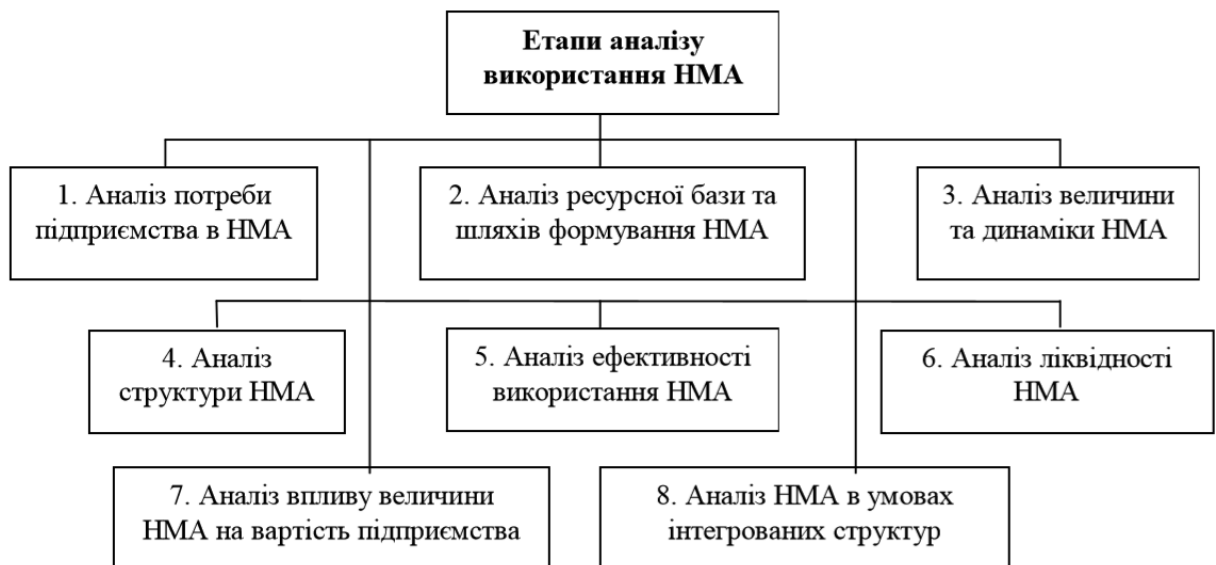 Етапи аналізу
використання НМА
1. Аналіз потреби
підприємства в НМА
2. Аналіз ресурсної бази та
шляхів формування НМА
3. Аналіз величини
та динаміки НМА
4. Аналіз
структури НМА
5. Аналіз ефективності
використання НМА
6. Аналіз ліквідності
НМА
7. Аналіз впливу величини
НМА на вартість підприємства
8. Аналіз НМА в умовах
інтегрованих структур